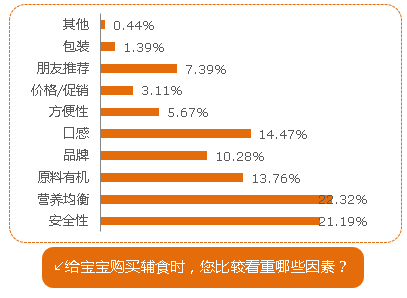 其他 0.44%
包装 1.39%
朋友推荐 7.39%
价格/促销 3.11%
方便性 5.67%
口感 14.47%
品牌 10.28%
原料有机 13.76%
营养均衡 22.32%
安全性 21.19%
↙给宝宝购买辅食时，您比较看重哪些因素？